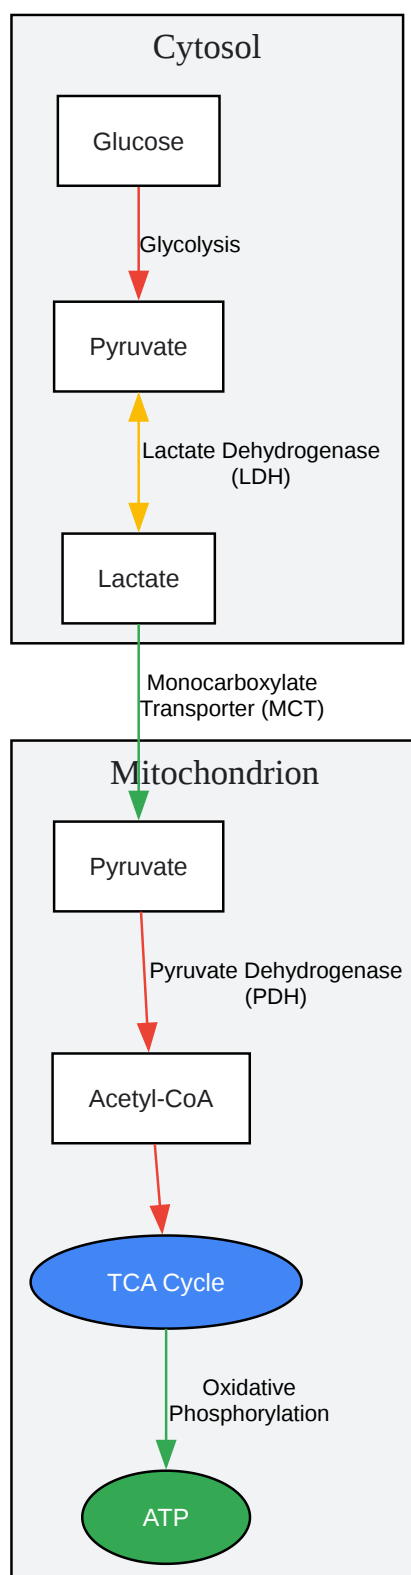 Cytosol
Glucose
Glycolysis
Pyruvate
Lactate Dehydrogenase
(LDH)
Lactate
Monocarboxylate
Transporter (MCT)
Mitochondrion
Pyruvate
Pyruvate Dehydrogenase
(PDH)
Acetyl-CoA
TCA Cycle
Oxidative
Phosphorylation
ATP